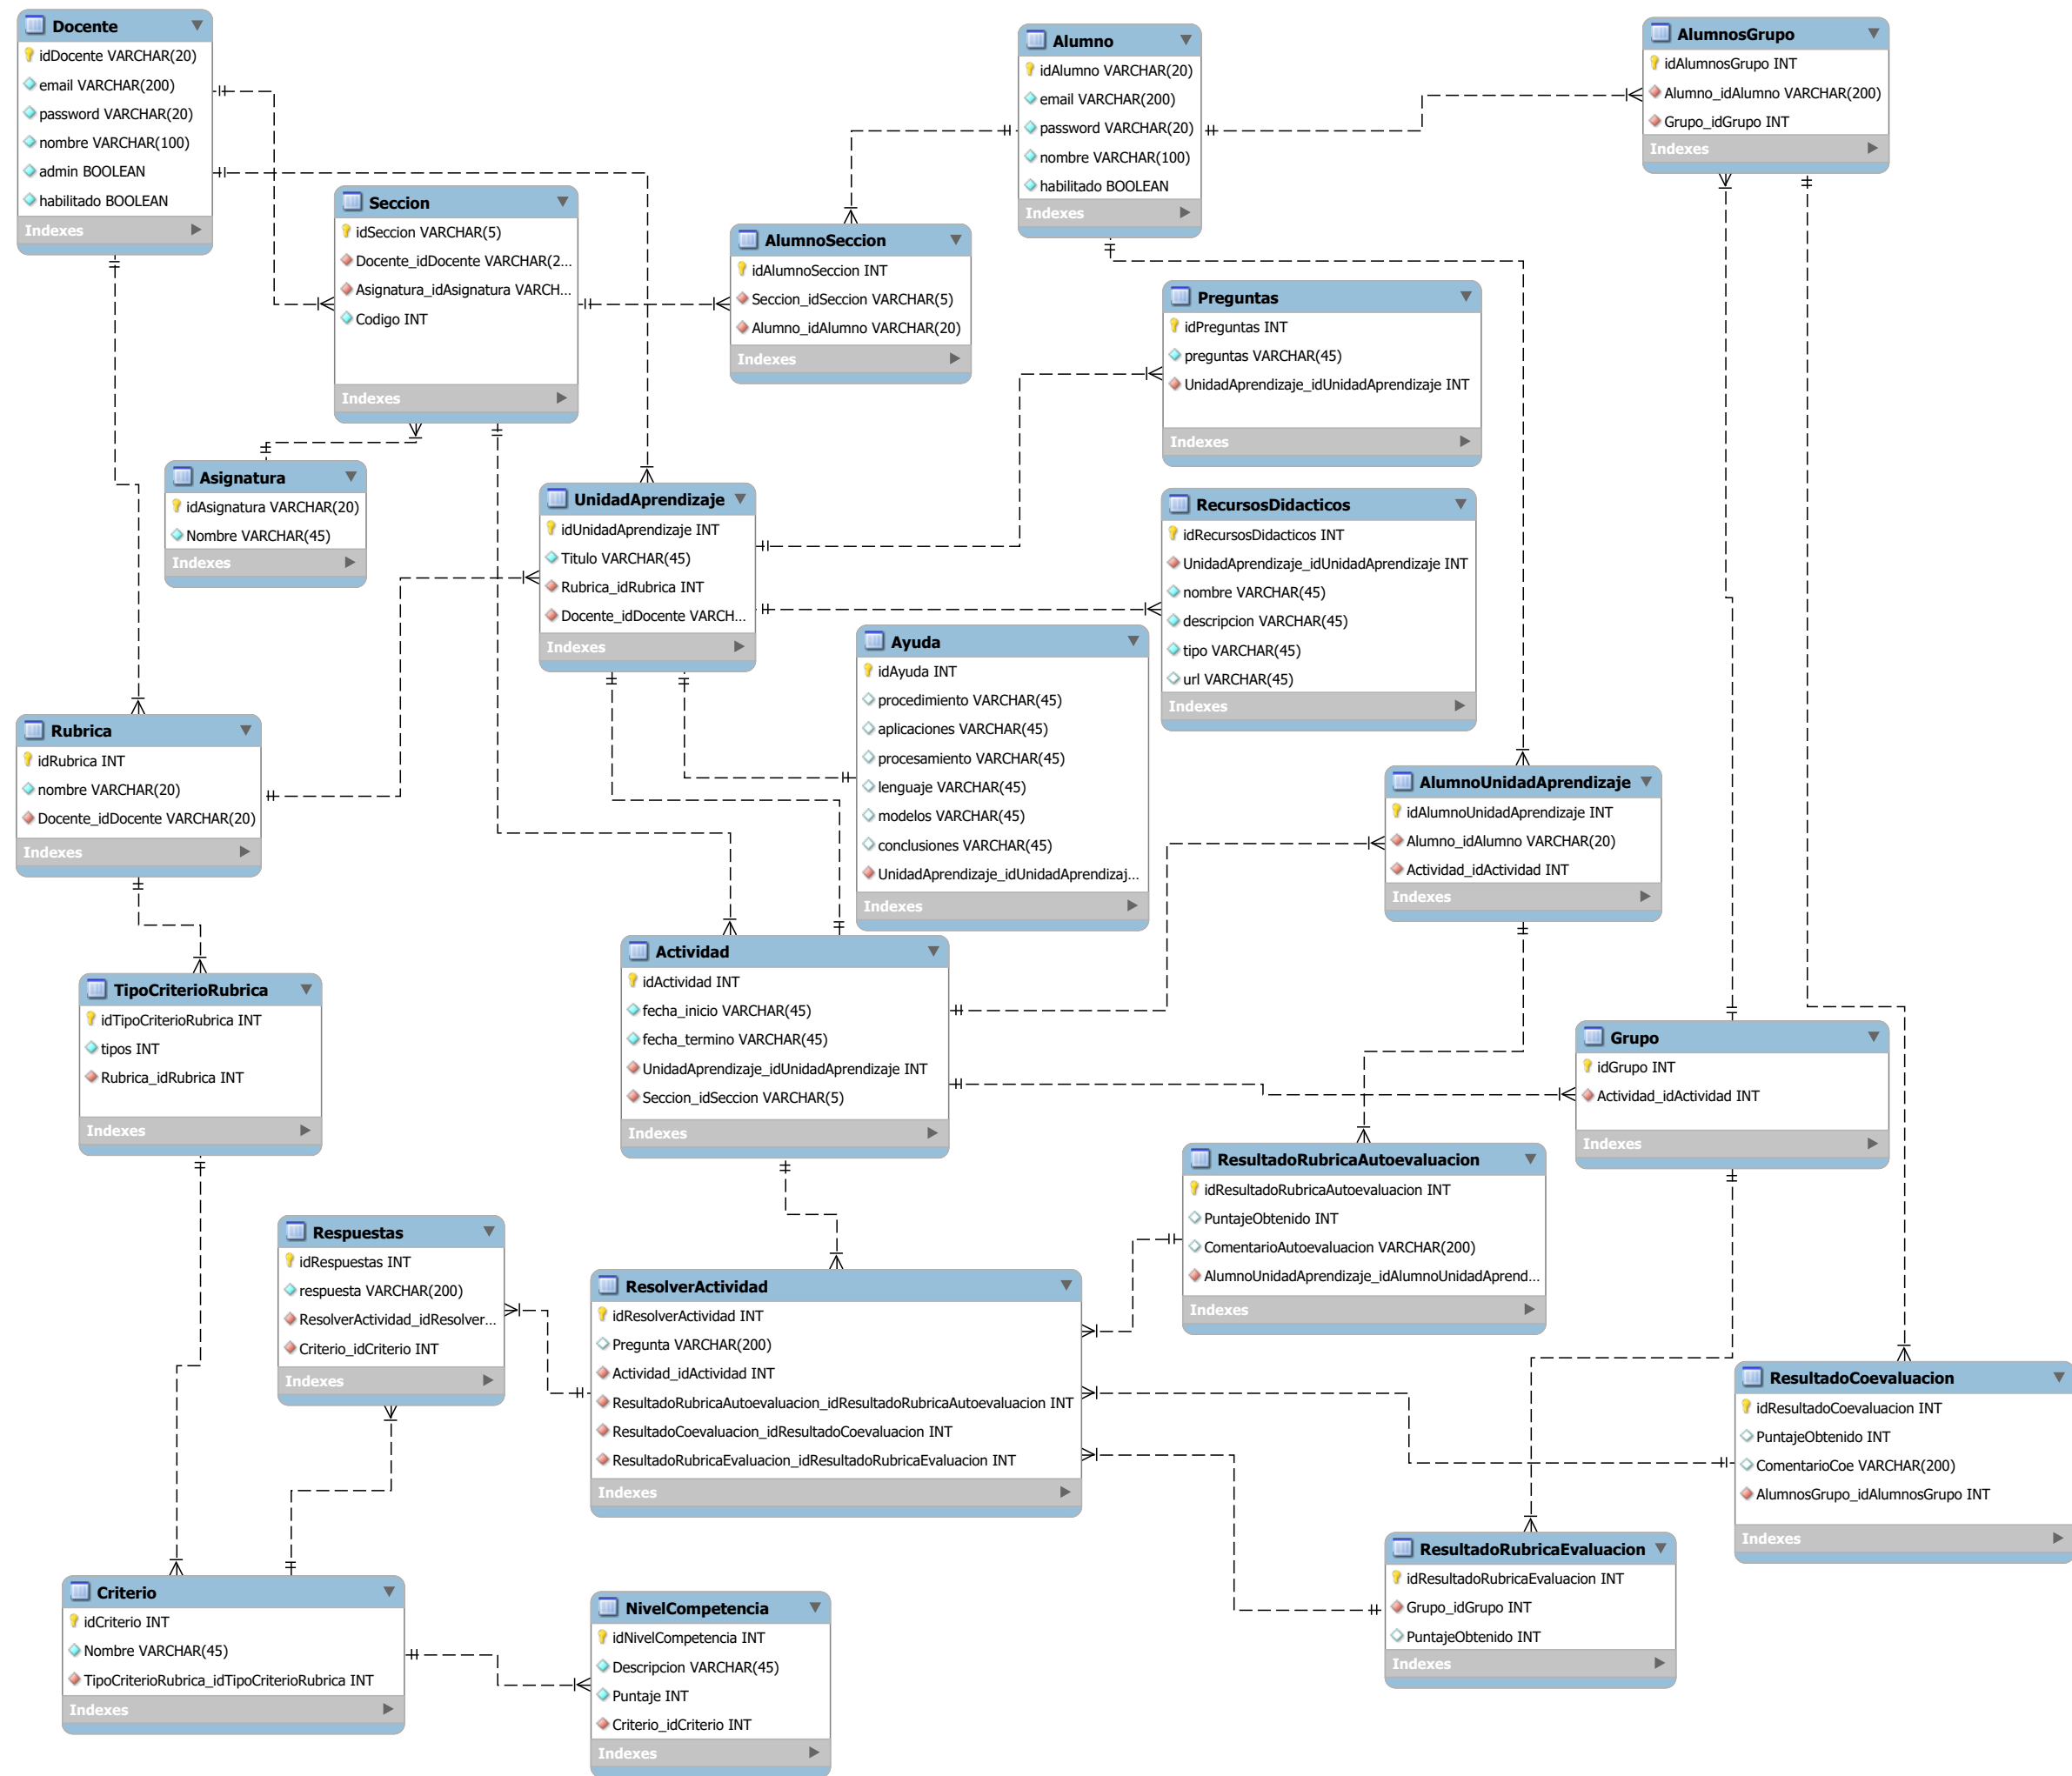 Docente
idDocente VARCHAR(20)
email VARCHAR(200)
password VARCHAR(20)
nombre VARCHAR(100)
admin BOOLEAN
habilitado BOOLEAN
Indexes
Alumno
idAlumno VARCHAR(20)
email VARCHAR(200)
password VARCHAR(20)
nombre VARCHAR(100)
habilitado BOOLEAN
Indexes
AlumnosGrupo
idAlumnosGrupo INT
Alumno_idAlumno VARCHAR(200)
Grupo_idGrupo INT
Indexes
Seccion
idSeccion VARCHAR(5)
Docente_idDocente VARCHAR(2...
Asignatura_idAsignatura VARCH...
Codigo INT
Indexes
AlumnoSeccion
idAlumnoSeccion INT
Seccion_idSeccion VARCHAR(5)
Alumno_idAlumno VARCHAR(20)
Indexes
Preguntas
idPreguntas INT
preguntas VARCHAR(45)
UnidadAprendizaje_idUnidadAprendizaje INT
Indexes
Asignatura
idAsignatura VARCHAR(20)
Nombre VARCHAR(45)
Indexes
UnidadAprendizaje
idUnidadAprendizaje INT
Titulo VARCHAR(45)
Rubrica_idRubrica INT
Docente_idDocente VARCH...
Indexes
RecursosDidacticos
idRecursosDidacticos INT
UnidadAprendizaje_idUnidadAprendizaje INT
nombre VARCHAR(45)
descripcion VARCHAR(45)
tipo VARCHAR(45)
url VARCHAR(45)
Indexes
Ayuda
idAyuda INT
procedimiento VARCHAR(45)
aplicaciones VARCHAR(45)
procesamiento VARCHAR(45)
lenguaje VARCHAR(45)
modelos VARCHAR(45)
conclusiones VARCHAR(45)
UnidadAprendizaje_idUnidadAprendizaj...
Indexes
Rubrica
idRubrica INT
nombre VARCHAR(20)
Docente_idDocente VARCHAR(20)
Indexes
AlumnoUnidadAprendizaje
idAlumnoUnidadAprendizaje INT
Alumno_idAlumno VARCHAR(20)
Actividad_idActividad INT
Indexes
Actividad
idActividad INT
fecha_inicio VARCHAR(45)
fecha_termino VARCHAR(45)
UnidadAprendizaje_idUnidadAprendizaje INT
Seccion_idSeccion VARCHAR(5)
Indexes
TipoCriterioRubrica
idTipoCriterioRubrica INT
tipos INT
Rubrica_idRubrica INT
Indexes
Grupo
idGrupo INT
Actividad_idActividad INT
Indexes
ResultadoRubricaAutoevaluacion
idResultadoRubricaAutoevaluacion INT
PuntajeObtenido INT
ComentarioAutoevaluacion VARCHAR(200)
AlumnoUnidadAprendizaje_idAlumnoUnidadAprend...
Indexes
Respuestas
idRespuestas INT
respuesta VARCHAR(200)
ResolverActividad_idResolver...
Criterio_idCriterio INT
Indexes
ResolverActividad
idResolverActividad INT
Pregunta VARCHAR(200)
Actividad_idActividad INT
ResultadoRubricaAutoevaluacion_idResultadoRubricaAutoevaluacion INT
ResultadoCoevaluacion_idResultadoCoevaluacion INT
ResultadoRubricaEvaluacion_idResultadoRubricaEvaluacion INT
Indexes
ResultadoCoevaluacion
idResultadoCoevaluacion INT
PuntajeObtenido INT
ComentarioCoe VARCHAR(200)
AlumnosGrupo_idAlumnosGrupo INT
Indexes
ResultadoRubricaEvaluacion
idResultadoRubricaEvaluacion INT
Grupo_idGrupo INT
PuntajeObtenido INT
Indexes
Criterio
idCriterio INT
Nombre VARCHAR(45)
TipoCriterioRubrica_idTipoCriterioRubrica INT
Indexes
NivelCompetencia
idNivelCompetencia INT
Descripcion VARCHAR(45)
Puntaje INT
Criterio_idCriterio INT
Indexes